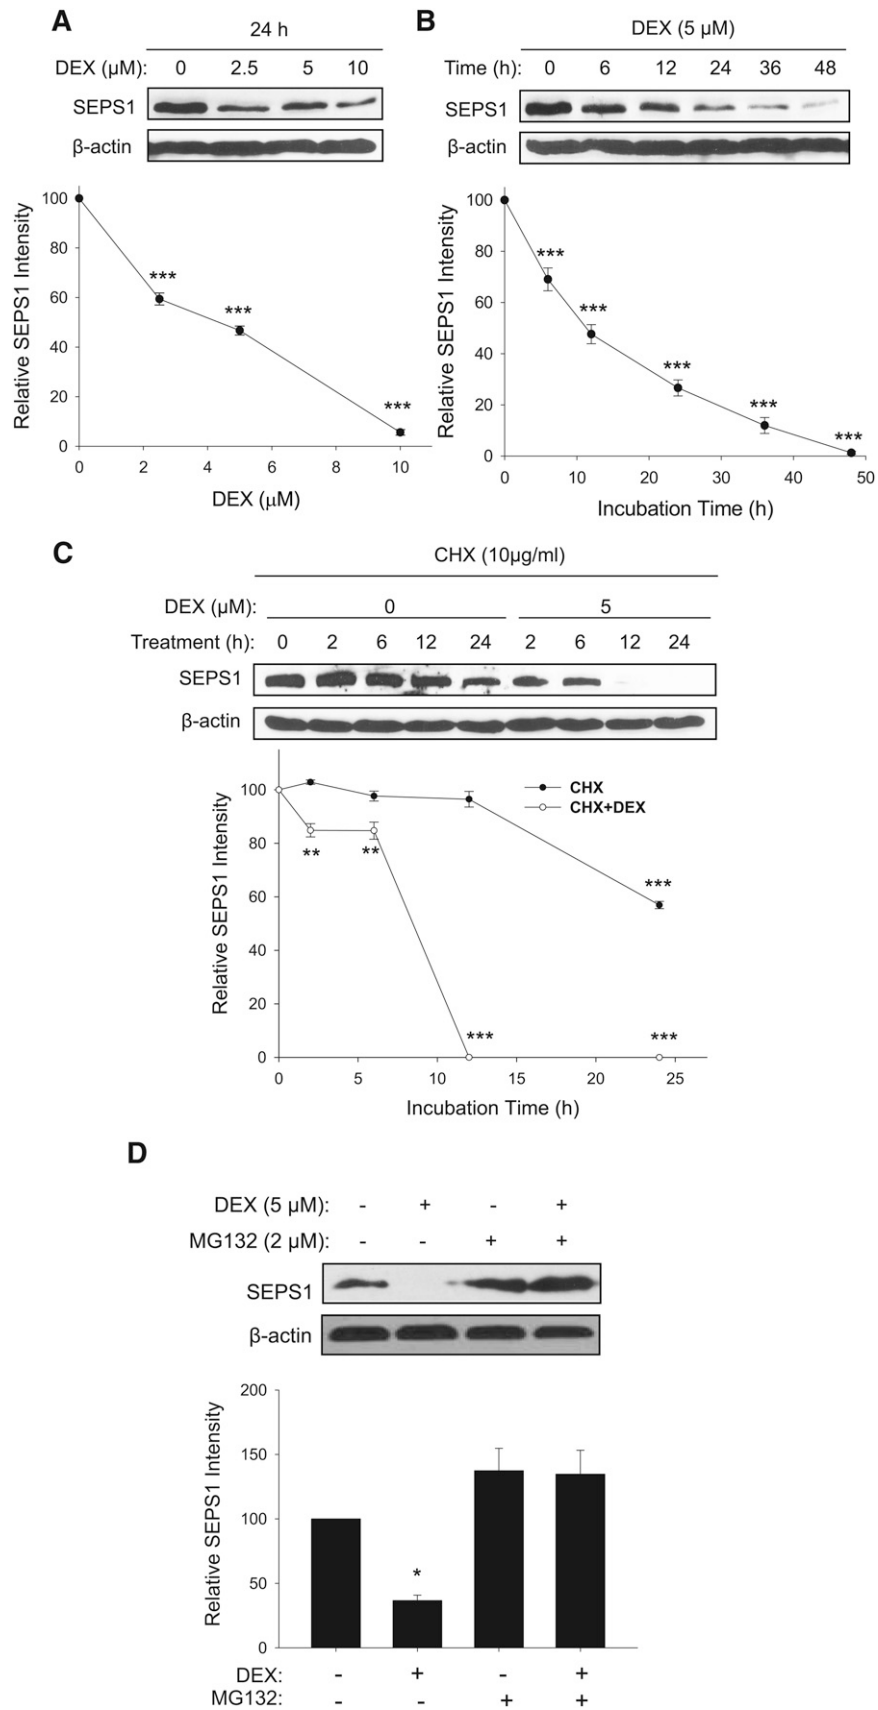 A
24 h
DEX (μM): 0 2.5 5 10
SEPS1
β-actin
Relative SEPS1 Intensity
100
80
60
40
20
0
***
***
***
0 2 4 6 8 10
DEX (μM)
B
DEX (5 μM)
Time (h): 0 6 12 24 36 48
SEPS1
β-actin
Relative SEPS1 Intensity
100
80
60
40
20
0
***
***
***
***
***
0 10 20 30 40 50
Incubation Time (h)
C
CHX (10μg/ml)
DEX (μM): 0 5
Treatment (h): 0 2 6 12 24 2 6 12 24
SEPS1
β-actin
Relative SEPS1 Intensity
100
80
60
40
20
0
CHX
CHX+DEX
** **
***
*** ***
0 5 10 15 20 25
Incubation Time (h)
D
DEX (5 μM): - + - +
MG132 (2 μM): - - + +
SEPS1
β-actin
Relative SEPS1 Intensity
200
150
100
50
0
*
DEX: - + - +
MG132: - - + +